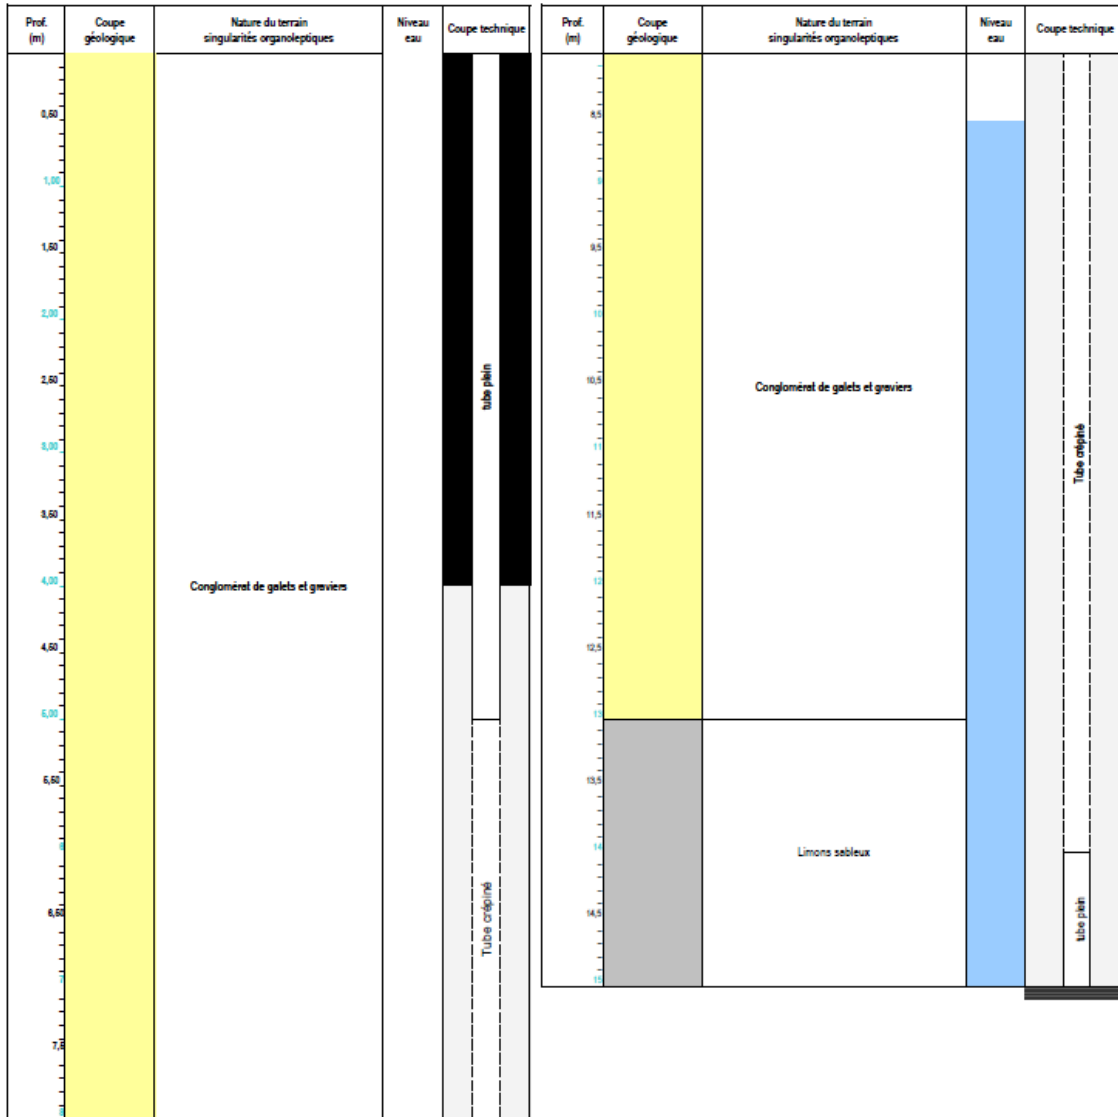 Prof.
(m)
Coupe
géologique
Nature du terrain
singularités organoleptiques
Niveau
eau
Coupe technique
0,50
1,00
1,50
2,00
2,50
3,00
3,50
4,00
4,50
5,00
5,50
6
6,50
7
7,5
8
Conglomérat de galets et graviers
tube plein
Tube crépiné
Prof.
(m)
Coupe
géologique
Nature du terrain
singularités organoleptiques
Niveau
eau
Coupe technique
8,5
9
9,5
10
10,5
11
11,5
12
12,5
13
13,5
14
14,5
15
Conglomérat de galets et graviers
Limons sableux
Tube crépiné
tube plein